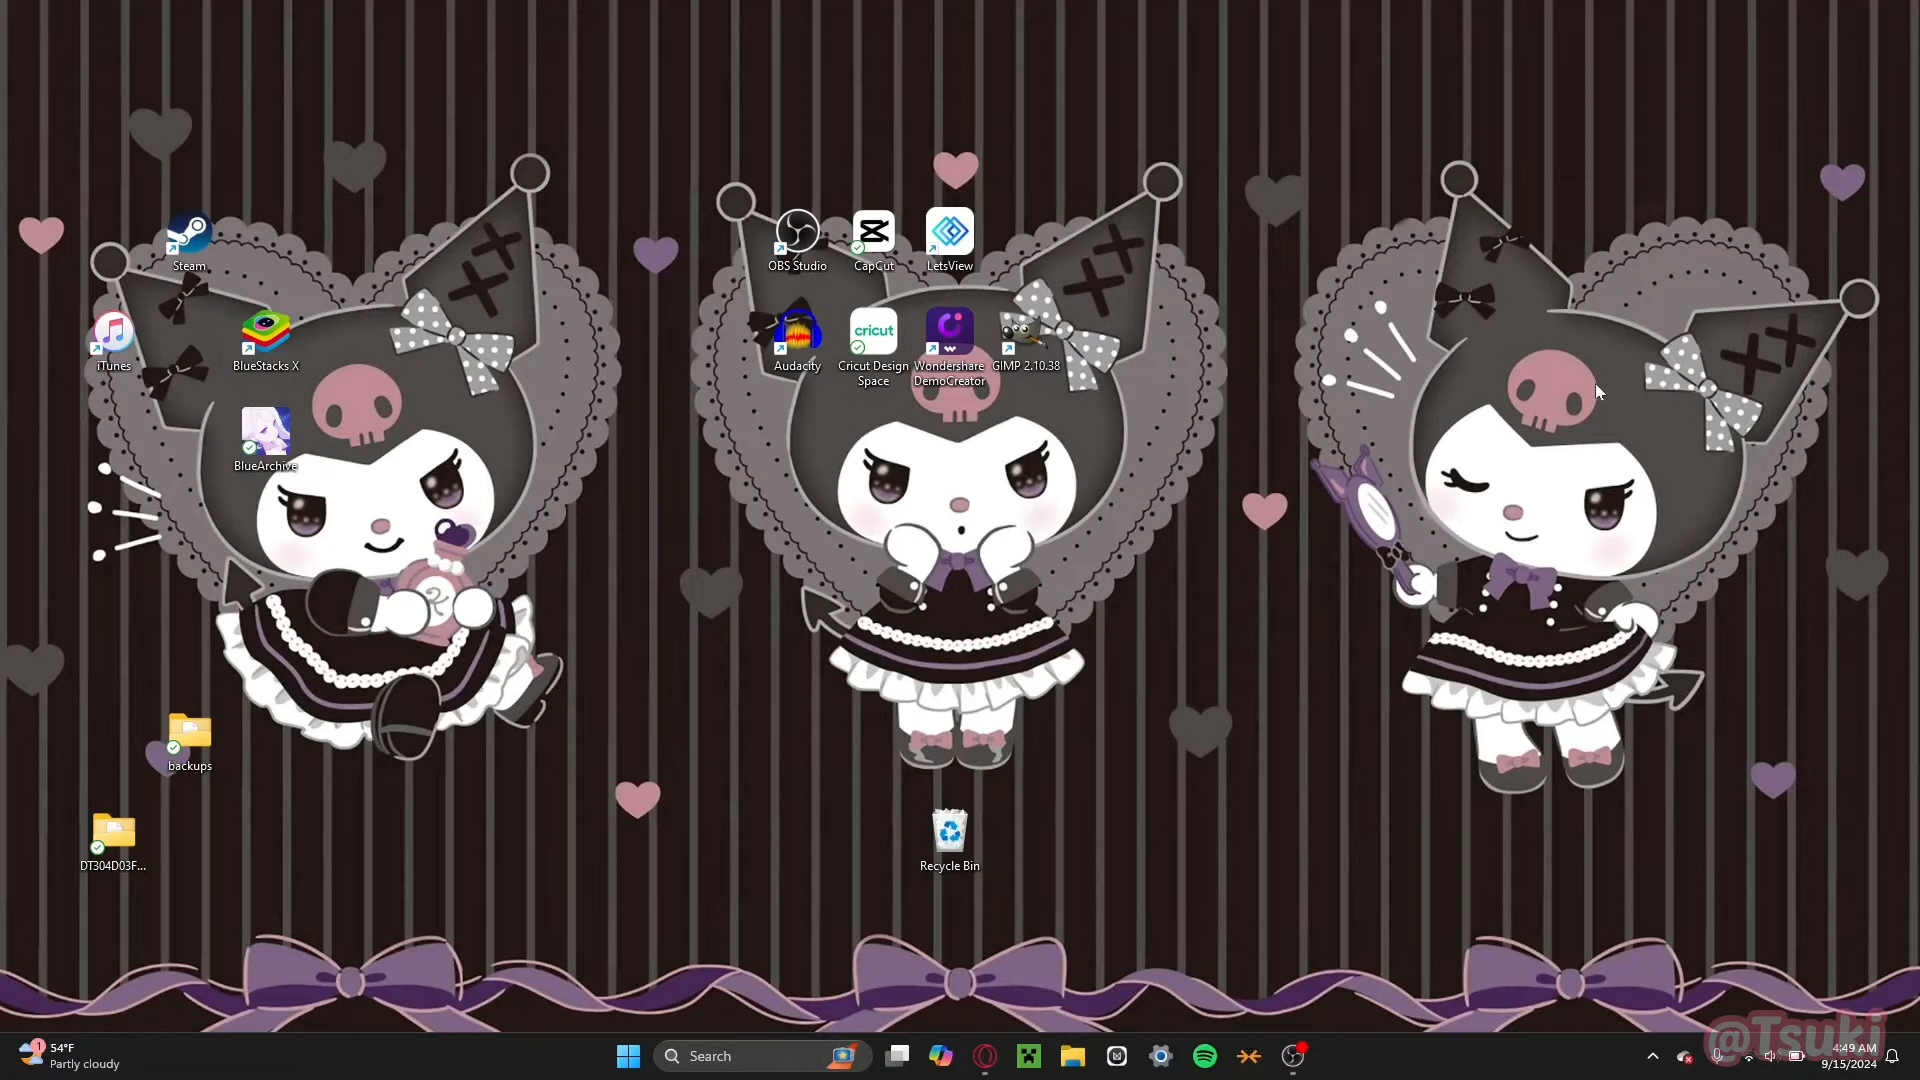 Steam
OBS Studio
CapCut
LetsView
iTunes
BlueStacks X
Audacity
cricut
Cricut Design
Space
Wondershare
DemoCreator
GIMP 2.10.38
BlueArchive
backups
DT304D03F...
Recycle Bin
1
54°F
Partly cloudy
Search
@Tsuki
4:49 AM
9/15/2024